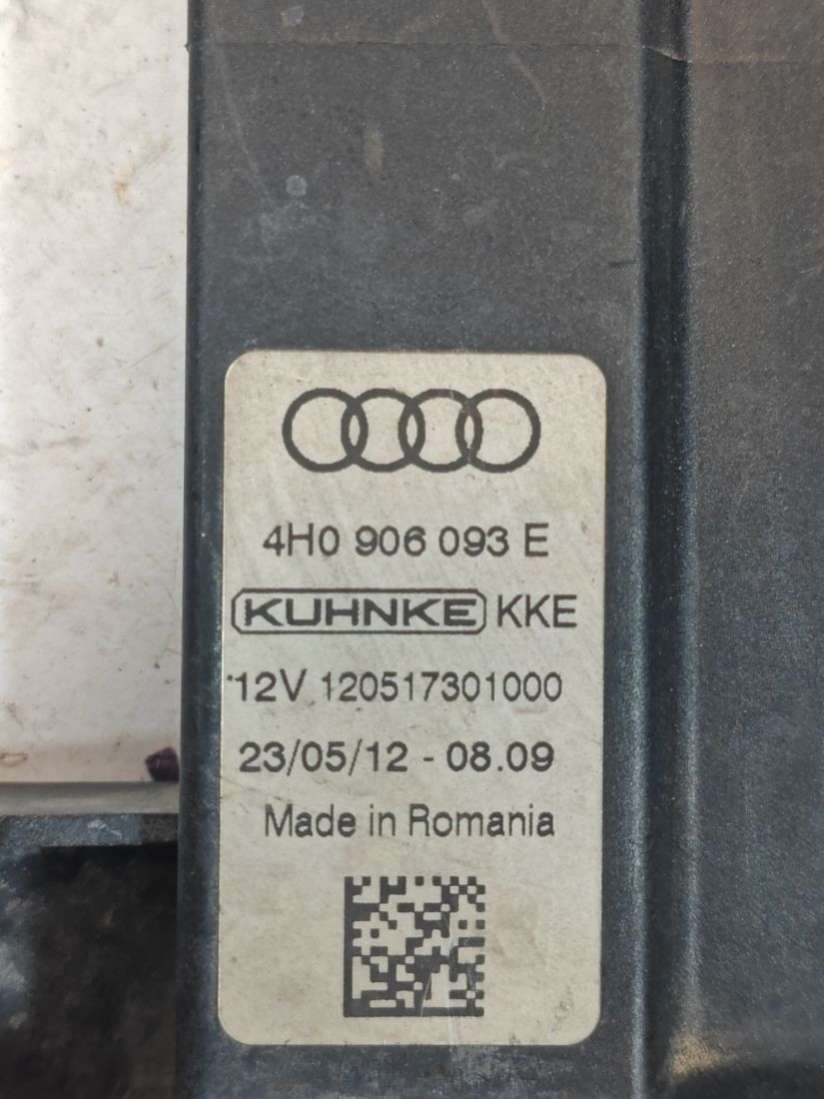 4H0 906 093 E
KUHNKE KKE
12V 120517301000
23/05/12 - 08.09
Made in Romania